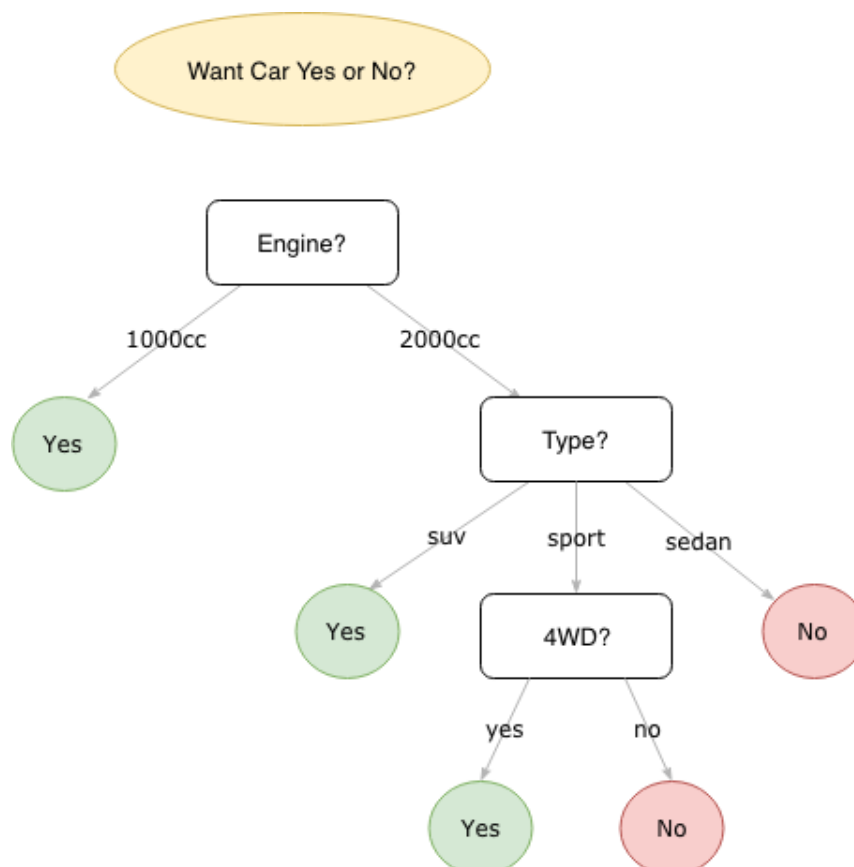 Want Car Yes or No?
Engine?
1000cc
2000cc
Yes
Type?
suv
sport
sedan
Yes
4WD?
No
yes
no
Yes
No